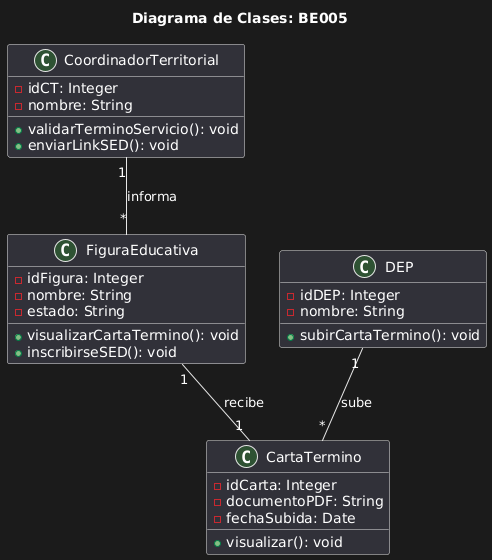 Diagrama de Clases: BE005
C CoordinadorTerritorial
idCT: Integer
nombre: String
validarTerminoServicio(): void
enviarLinkSED(): void
1
informa
*
C FiguraEducativa
idFigura: Integer
nombre: String
estado: String
visualizarCartaTermino(): void
inscribirseSED(): void
C DEP
idDEP: Integer
nombre: String
subirCartaTermino(): void
1
recibe
1
1
sube
*
C CartaTermino
idCarta: Integer
documentoPDF: String
fechaSubida: Date
visualizar(): void